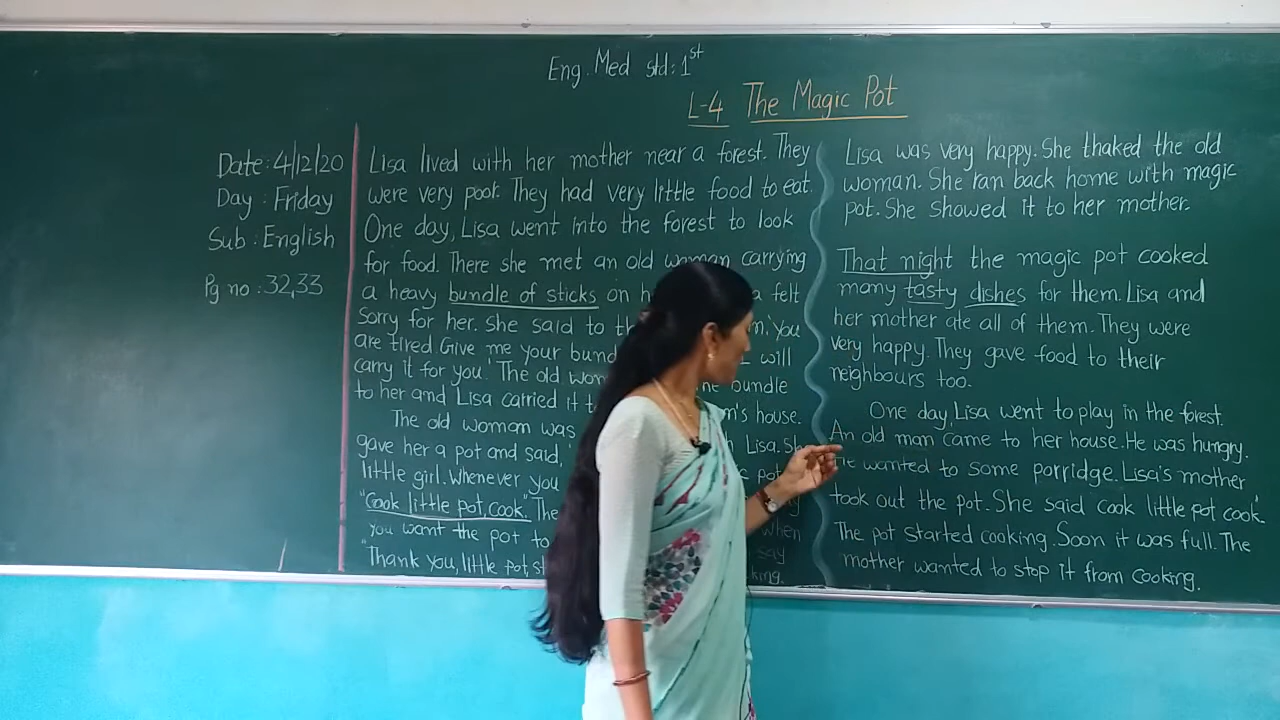 Eng. Med std: 1st
L-4 The Magic Pot
Date: 4/12/20
Day : Friday
Sub : English
Pg no : 32,33
Lisa lived with her mother near a forest. They
were very poor. They had very little food to eat.
One day, Lisa went into the forest to look
for food. There she met an old woman carrying
a heavy bundle of sticks on felt
Sorry for her. She said to You
are tired Give me your will
carry it for you.' The old bundle
to her and Lisa carried it house.
The old woman was Lisa. She
gave her a pot and said, pot
little girl. Whenever you
"Cook little pot, cook." The
you want the pot to when
"Thank you, little pot, say
Lisa was very happy. She thaked the old
woman. She ran back home with magic
pot. She showed it to her mother.
That night the magic pot cooked
many tasty dishes for them. Lisa and
her mother ate all of them. They were
very happy. They gave food to their
neighbours too.
One day, Lisa went to play in the forest.
An old man came to her house. He was hungry.
He wanted to some porridge. Lisa's mother
took out the pot. She said cook little pot cook.'
The pot started cooking. Soon it was full. The
mother wanted to stop it from cooking.